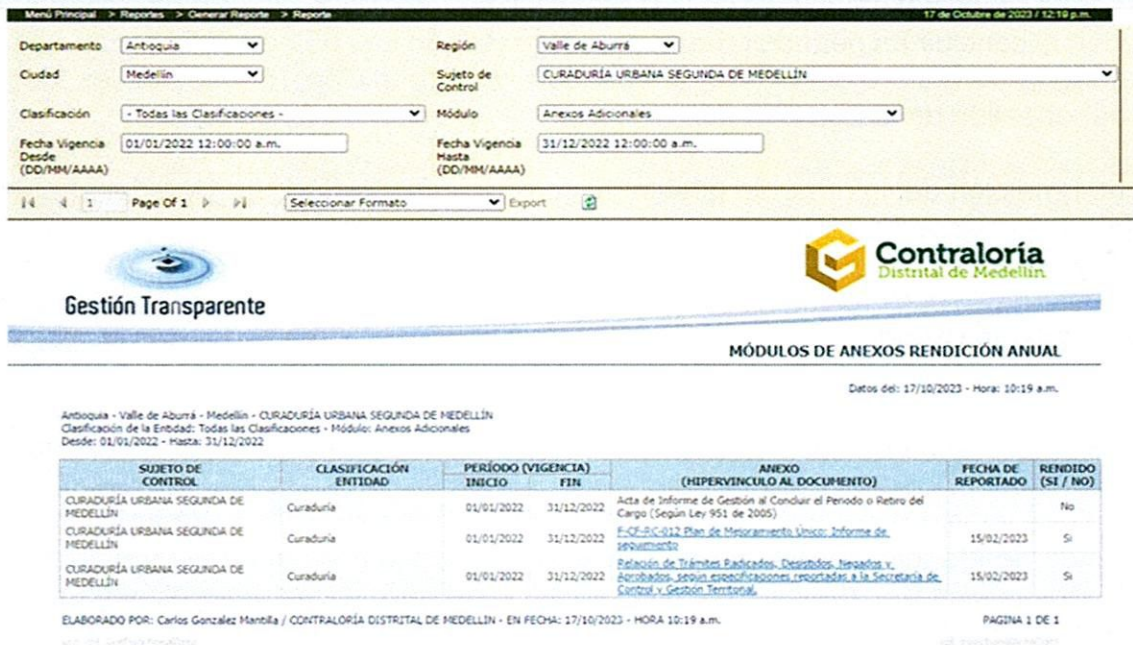 Menú Principal > Reportes > Generar Reporte > Reporte 17 de Octubre de 2023 / 12:19 p.m.
Departamento Antioquia Región Valle de Aburrá
Ciudad Medellín Sujeto de Control CURADURÍA URBANA SEGUNDA DE MEDELLÍN
Clasificación - Todas las Clasificaciones - Módulo Anexos Adicionales
Fecha Vigencia Desde (DD/MM/AAAA) 01/01/2022 12:00:00 a.m. Fecha Vigencia Hasta (DD/MM/AAAA) 31/12/2022 12:00:00 a.m.
1 Page Of 1 Seleccionar Formato Export
Gestión Transparente
Contraloría
Distrital de Medellín
MÓDULOS DE ANEXOS RENDICIÓN ANUAL
Datos del: 17/10/2023 - Hora: 10:19 a.m.
Antioquia - Valle de Aburrá - Medellín - CURADURÍA URBANA SEGUNDA DE MEDELLÍN
Clasificación de la Entidad: Todas las Clasificaciones - Módulo: Anexos Adicionales
Desde: 01/01/2022 - Hasta: 31/12/2022
SUJETO DE CONTROL CLASIFICACIÓN ENTIDAD PERÍODO (VIGENCIA) INICIO FIN ANEXO (HIPERVINCULO AL DOCUMENTO) FECHA DE REPORTADO RENDIDO (SI / NO)
CURADURÍA URBANA SEGUNDA DE MEDELLÍN Curaduría 01/01/2022 31/12/2022 Acta de Informe de Gestión al Concluir el Periodo o Retiro del Cargo (Según Ley 951 de 2005) No
CURADURÍA URBANA SEGUNDA DE MEDELLÍN Curaduría 01/01/2022 31/12/2022 F-CF-RC-012 Plan de Mejoramiento Único: Informe de seguimiento 15/02/2023 Si
CURADURÍA URBANA SEGUNDA DE MEDELLÍN Curaduría 01/01/2022 31/12/2022 Relación de Trámites Radicados, Desistidos, Negados y Aprobados, según especificaciones reportadas a la Secretaría de Control y Gestión Territorial. 15/02/2023 Si
ELABORADO POR: Carlos Gonzalez Mantilla / CONTRALORÍA DISTRITAL DE MEDELLIN - EN FECHA: 17/10/2023 - HORA 10:19 a.m. PAGINA 1 DE 1